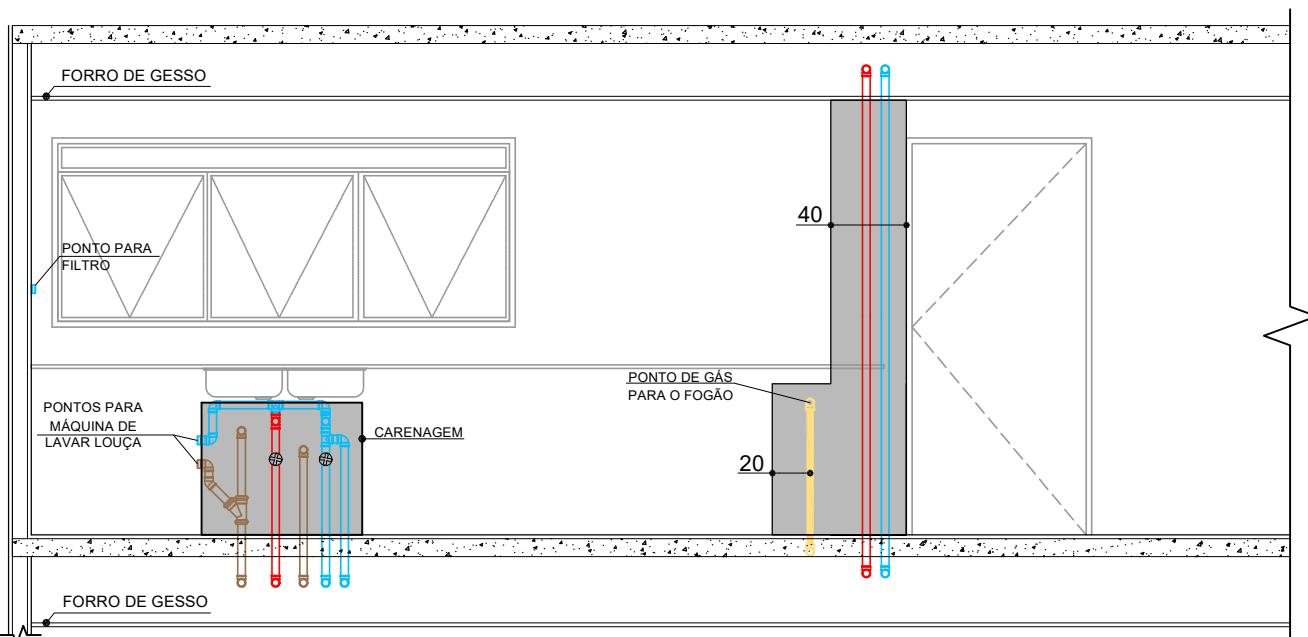 FORRO DE GESSO
40
PONTO PARA
FILTRO
PONTO DE GÁS
PARA O FOGÃO
PONTOS PARA
MÁQUINA DE
LAVAR LOUÇA
CARENAGEM
20
FORRO DE GESSO